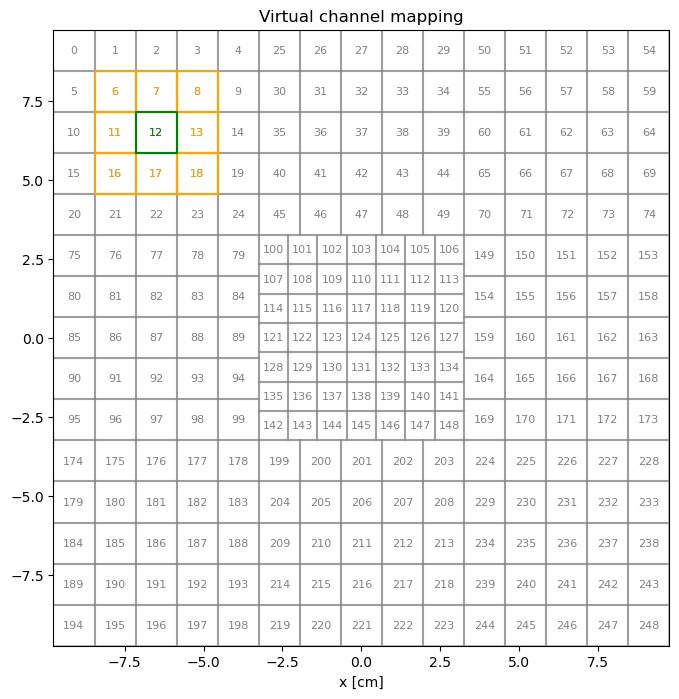 Virtual channel mapping
0 1 2 3 4 25 26 27 28 29 50 51 52 53 54
7.5 5 6 7 8 9 30 31 32 33 34 55 56 57 58 59
10 11 12 13 14 35 36 37 38 39 60 61 62 63 64
5.0 15 16 17 18 19 40 41 42 43 44 65 66 67 68 69
20 21 22 23 24 45 46 47 48 49 70 71 72 73 74
2.5 75 76 77 78 79 100 101 102 103 104 105 106 149 150 151 152 153
107 108 109 110 111 112 113
80 81 82 83 84 114 115 116 117 118 119 120 154 155 156 157 158
0.0 85 86 87 88 89 121 122 123 124 125 126 127 159 160 161 162 163
128 129 130 131 132 133 134
90 91 92 93 94 135 136 137 138 139 140 141 164 165 166 167 168
−2.5 95 96 97 98 99 142 143 144 145 146 147 148 169 170 171 172 173
174 175 176 177 178 199 200 201 202 203 224 225 226 227 228
−5.0 179 180 181 182 183 204 205 206 207 208 229 230 231 232 233
184 185 186 187 188 209 210 211 212 213 234 235 236 237 238
−7.5 189 190 191 192 193 214 215 216 217 218 239 240 241 242 243
194 195 196 197 198 219 220 221 222 223 244 245 246 247 248
−7.5 −5.0 −2.5 0.0 2.5 5.0 7.5
x [cm]